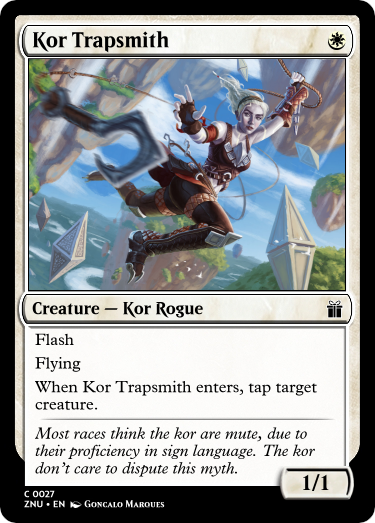 Kor Trapsmith
Creature — Kor Rogue
Flash
Flying
When Kor Trapsmith enters, tap target
creature.
Most races think the kor are mute, due to
their proficiency in sign language. The kor
don't care to dispute this myth.
1/1
C 0027
ZNU • EN Goncalo Marques